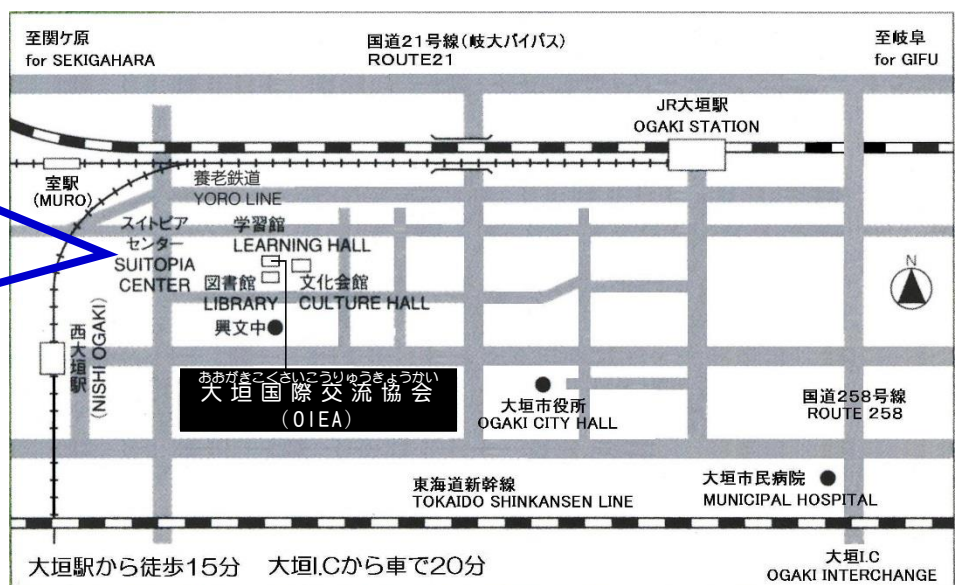 至関ケ原
for SEKIGAHARA
国道21号線(岐大バイパス)
ROUTE21
至岐阜
for GIFU
JR大垣駅
OGAKI STATION
室駅
(MURO)
養老鉄道
YORO LINE
スイトピア
センター
SUITOPIA
CENTER
学習館
LEARNING HALL
図書館
LIBRARY
文化会館
CULTURE HALL
興文中
N
西大垣駅
(NISHI OGAKI)
おおがきこくさいこうりゅうきょうかい
大垣国際交流協会
(OIEA)
大垣市役所
OGAKI CITY HALL
国道258号線
ROUTE 258
東海道新幹線
TOKAIDO SHINKANSEN LINE
大垣市民病院
MUNICIPAL HOSPITAL
大垣駅から徒歩15分 大垣I.Cから車で20分
大垣I.C
OGAKI INTERCHANGE